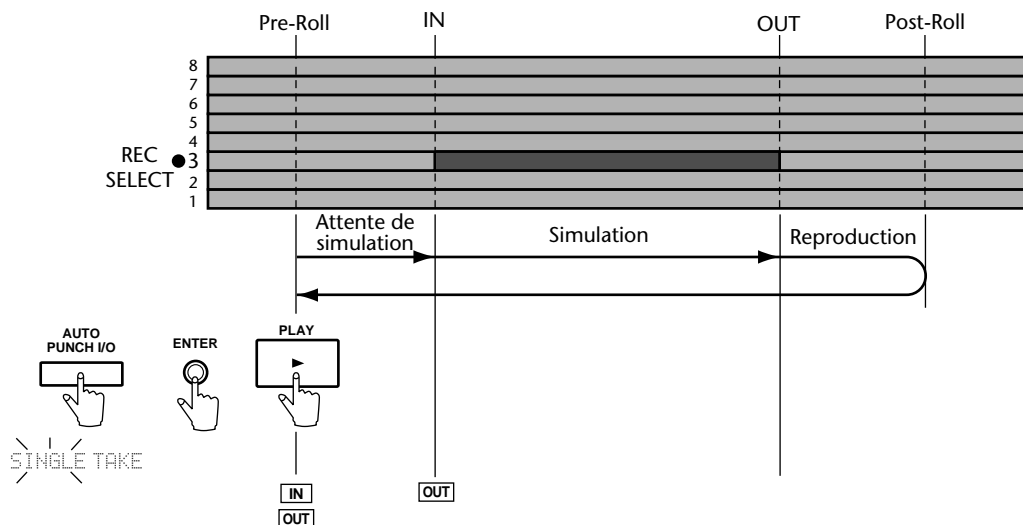 Pre-Roll IN OUT Post-Roll
8
7
6
5
4
REC SELECT 3
2
1
Attente de simulation
Simulation
Reproduction
AUTO PUNCH I/O
ENTER
PLAY
SINGLE TAKE
IN
OUT
OUT